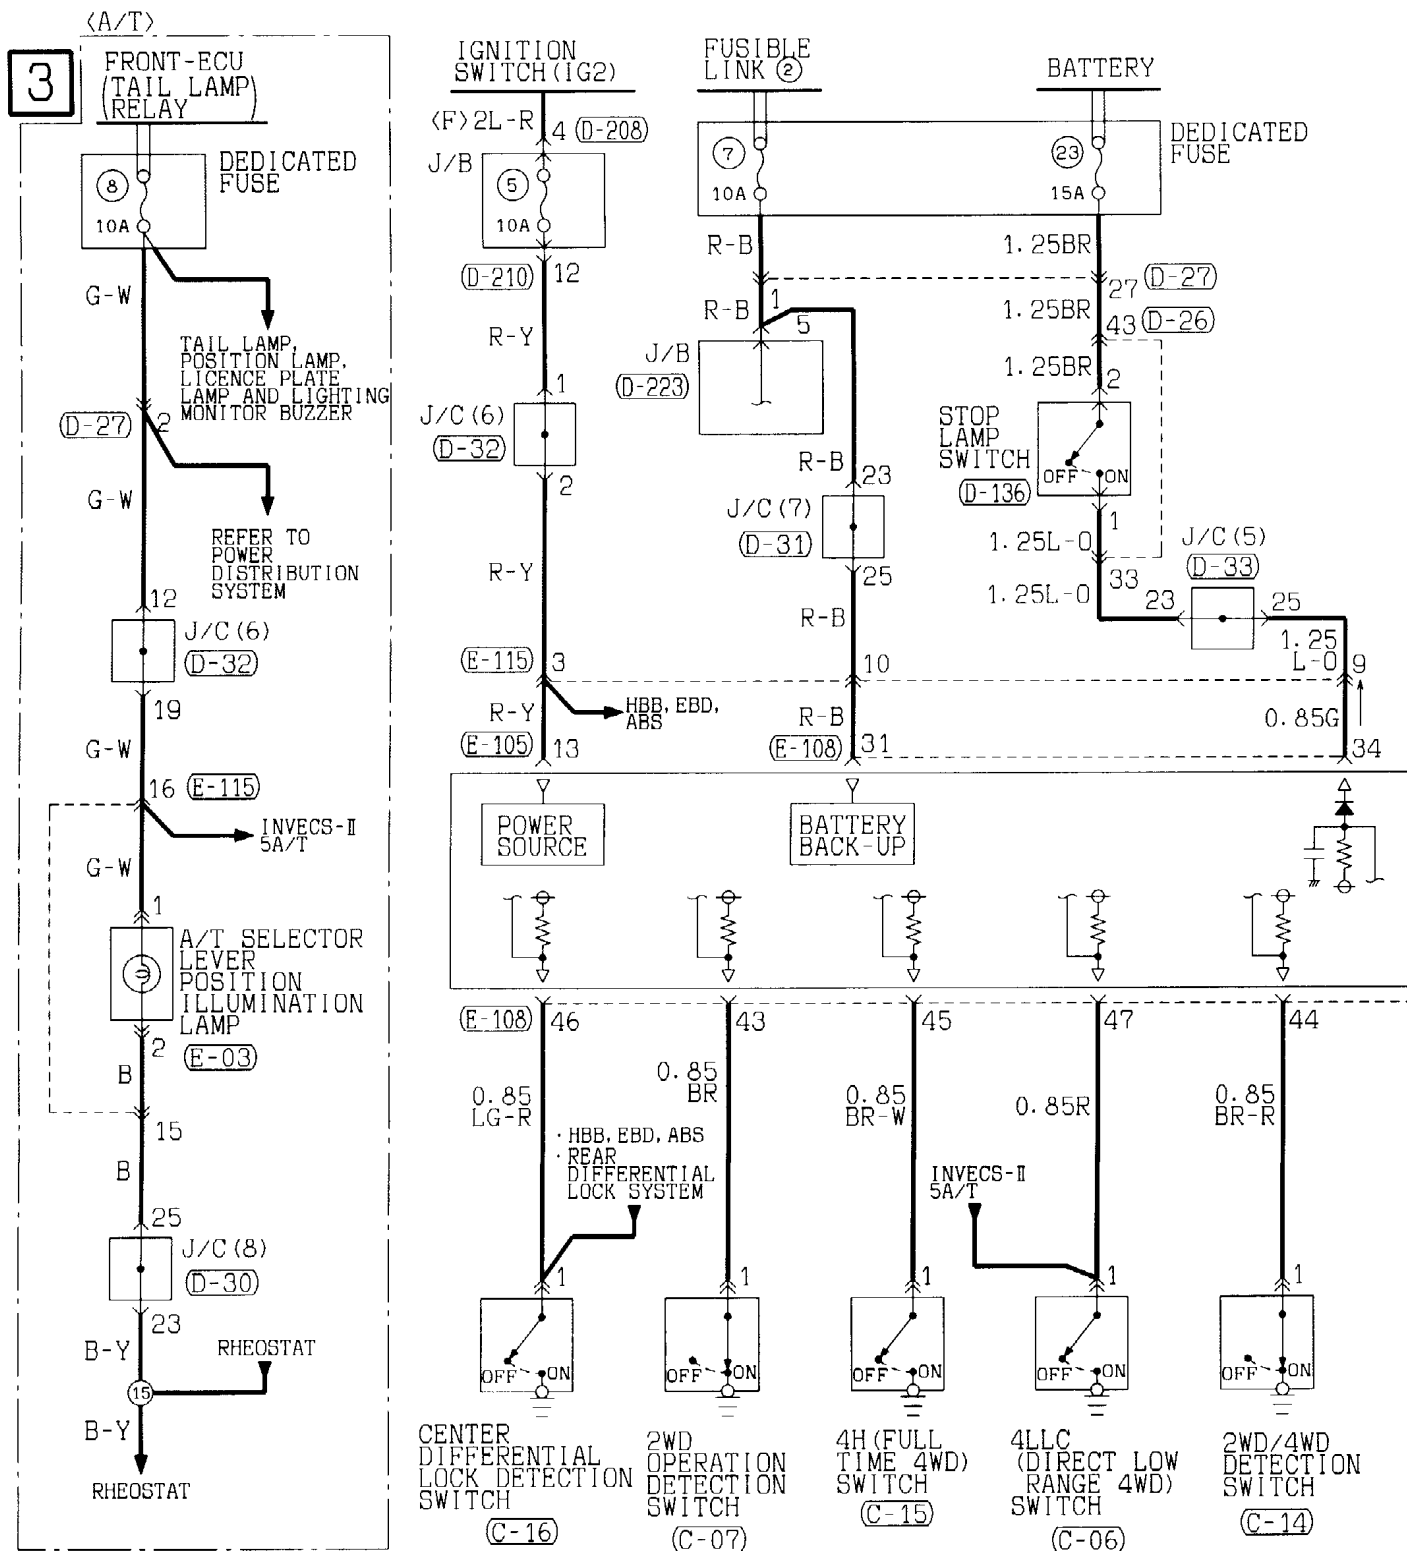 〈A/T〉
3
FRONT-ECU
(TAIL LAMP
RELAY)
DEDICATED
FUSE
8
10A
G-W
TAIL LAMP,
POSITION LAMP,
LICENCE PLATE
LAMP AND LIGHTING
MONITOR BUZZER
D-27
2
G-W
REFER TO
POWER
DISTRIBUTION
SYSTEM
12
J/C(6)
D-32
19
G-W
16
E-115
INVECS-Ⅱ
5A/T
G-W
1
A/T SELECTOR
LEVER
POSITION
ILLUMINATION
LAMP
2
E-03
B
15
B
25
J/C(8)
D-30
23
B-Y
RHEOSTAT
15
B-Y
RHEOSTAT
IGNITION
SWITCH(IG2)
〈F〉2L-R
4
D-208
J/B
5
10A
D-210
12
R-Y
1
J/C(6)
D-32
2
R-Y
E-115
3
HBB, EBD,
ABS
R-Y
E-105
13
FUSIBLE
LINK ②
BATTERY
DEDICATED
FUSE
7
10A
23
15A
R-B
1.25BR
27
D-27
R-B
1
5
1.25BR
43
D-26
J/B
D-223
1.25BR
2
STOP
LAMP
SWITCH
D-136
OFF
ON
R-B
23
J/C(7)
D-31
25
1
1.25L-O
33
1.25L-O
J/C(5)
D-33
23
25
1.25
L-O
9
R-B
10
R-B
E-108
31
0.85G
34
POWER
SOURCE
BATTERY
BACK-UP
E-108
46
43
45
47
44
0.85
LG-R
0.85
BR
0.85
BR-W
0.85R
0.85
BR-R
· HBB, EBD, ABS
· REAR
DIFFERENTIAL
LOCK SYSTEM
INVECS-Ⅱ
5A/T
1
1
1
1
1
OFF
ON
OFF
ON
OFF
ON
OFF
ON
OFF
ON
CENTER
DIFFERENTIAL
LOCK DETECTION
SWITCH
C-16
2WD
OPERATION
DETECTION
SWITCH
C-07
4H(FULL
TIME 4WD)
SWITCH
C-15
4LLC
(DIRECT LOW
RANGE 4WD)
SWITCH
C-06
2WD/4WD
DETECTION
SWITCH
C-14